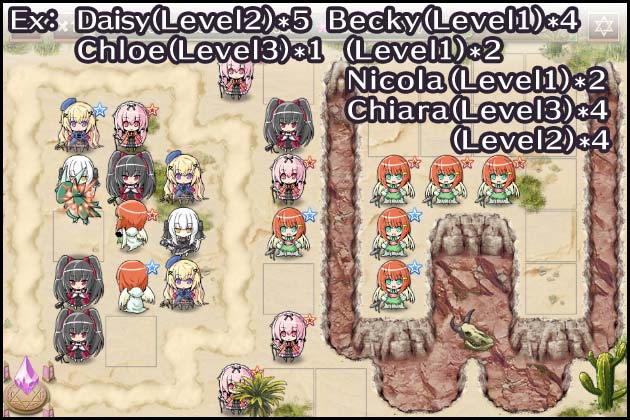 Ex: Daisy(Level2)*5 Becky(Level1)*4
Chloe(Level3)*1 (Level1)*2
Nicola(Level1)*2
Chiara(Level3)*4
(Level2)*4